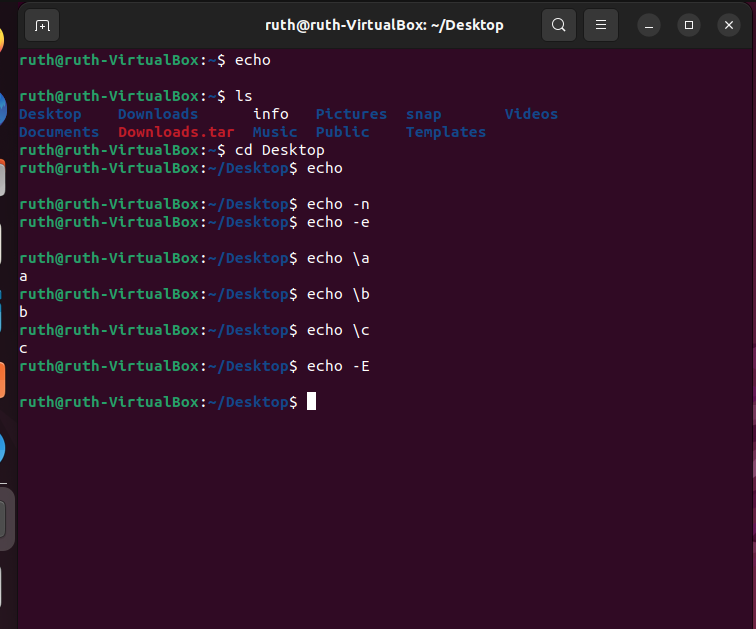 ruth@ruth-VirtualBox: ~/Desktop
ruth@ruth-VirtualBox:~$ echo
ruth@ruth-VirtualBox:~$ ls
Desktop Downloads info Pictures snap Videos
Documents Downloads.tar Music Public Templates
ruth@ruth-VirtualBox:~$ cd Desktop
ruth@ruth-VirtualBox:~/Desktop$ echo
ruth@ruth-VirtualBox:~/Desktop$ echo -n
ruth@ruth-VirtualBox:~/Desktop$ echo -e
ruth@ruth-VirtualBox:~/Desktop$ echo \a
a
ruth@ruth-VirtualBox:~/Desktop$ echo \b
b
ruth@ruth-VirtualBox:~/Desktop$ echo \c
c
ruth@ruth-VirtualBox:~/Desktop$ echo -E
ruth@ruth-VirtualBox:~/Desktop$